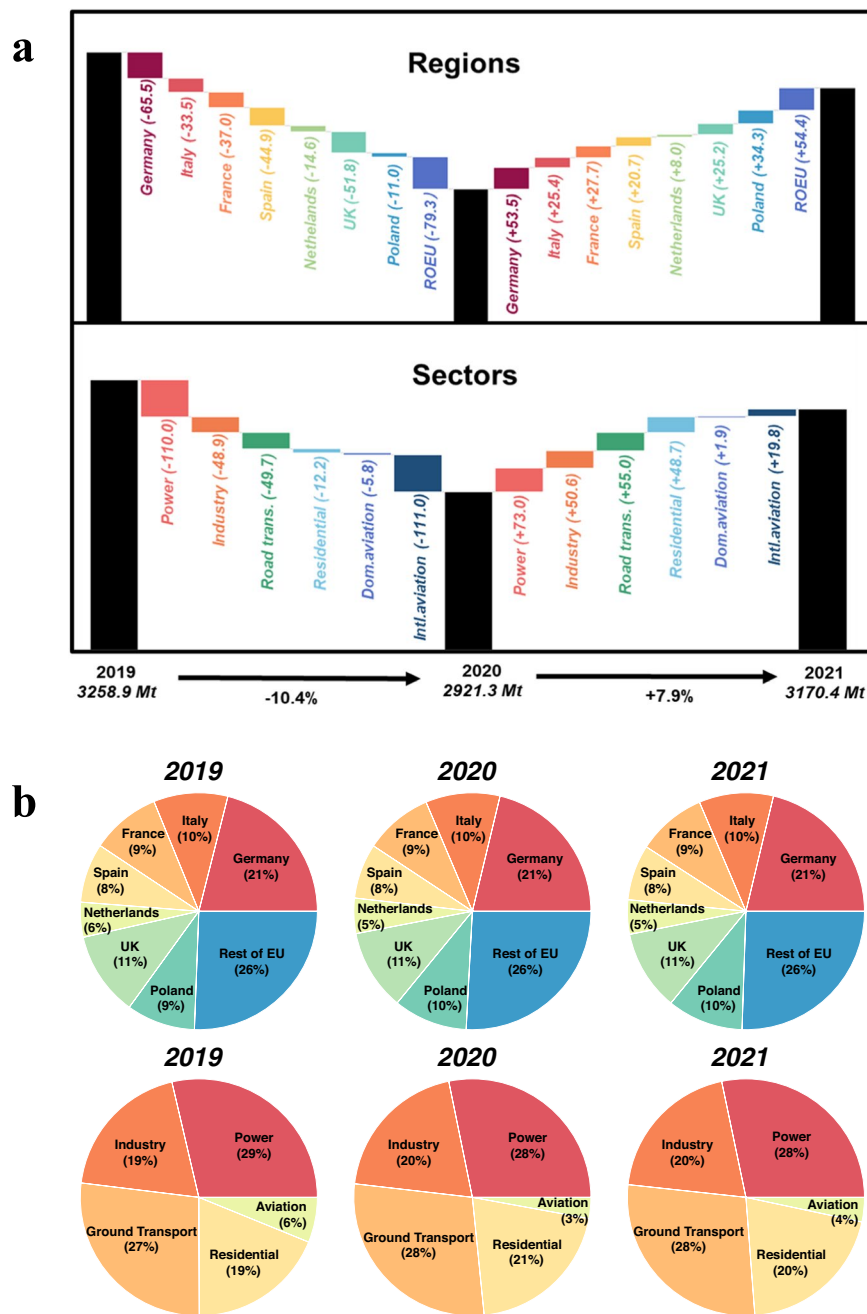 a
Regions
Germany (-65.5)
Italy (-33.5)
France (-37.0)
Spain (-44.9)
Nethelands (-14.6)
UK (-51.8)
Poland (-11.0)
ROEU (-79.3)
Germany (+53.5)
Italy (+25.4)
France (+27.7)
Spain (+20.7)
Netherlands (+8.0)
UK (+25.2)
Poland (+34.3)
ROEU (+54.4)
Sectors
Power (-110.0)
Industry (-48.9)
Road trans. (-49.7)
Residential (-12.2)
Dom.aviation (-5.8)
Intl.aviation (-111.0)
Power (+73.0)
Industry (+50.6)
Road trans. (+55.0)
Residential (+48.7)
Dom.aviation (+1.9)
Intl.aviation (+19.8)
2019
3258.9 Mt
-10.4%
2020
2921.3 Mt
+7.9%
2021
3170.4 Mt
b
2019
Italy
(10%)
France
(9%)
Germany
(21%)
Spain
(8%)
Netherlands
(6%)
UK
(11%)
Rest of EU
(26%)
Poland
(9%)
2020
Italy
(10%)
France
(9%)
Germany
(21%)
Spain
(8%)
Netherlands
(5%)
UK
(11%)
Rest of EU
(26%)
Poland
(10%)
2021
Italy
(10%)
France
(9%)
Germany
(21%)
Spain
(8%)
Netherlands
(5%)
UK
(11%)
Rest of EU
(26%)
Poland
(10%)
2019
Industry
(19%)
Power
(29%)
Aviation
(6%)
Ground Transport
(27%)
Residential
(19%)
2020
Industry
(20%)
Power
(28%)
Aviation
(3%)
Ground Transport
(28%)
Residential
(21%)
2021
Industry
(20%)
Power
(28%)
Aviation
(4%)
Ground Transport
(28%)
Residential
(20%)